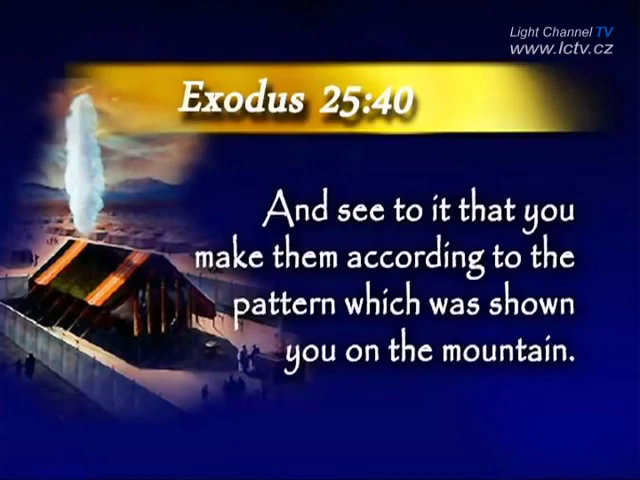 Light Channel TV
www.lctv.cz
Exodus 25:40
And see to it that you
make them according to the
pattern which was shown
you on the mountain.